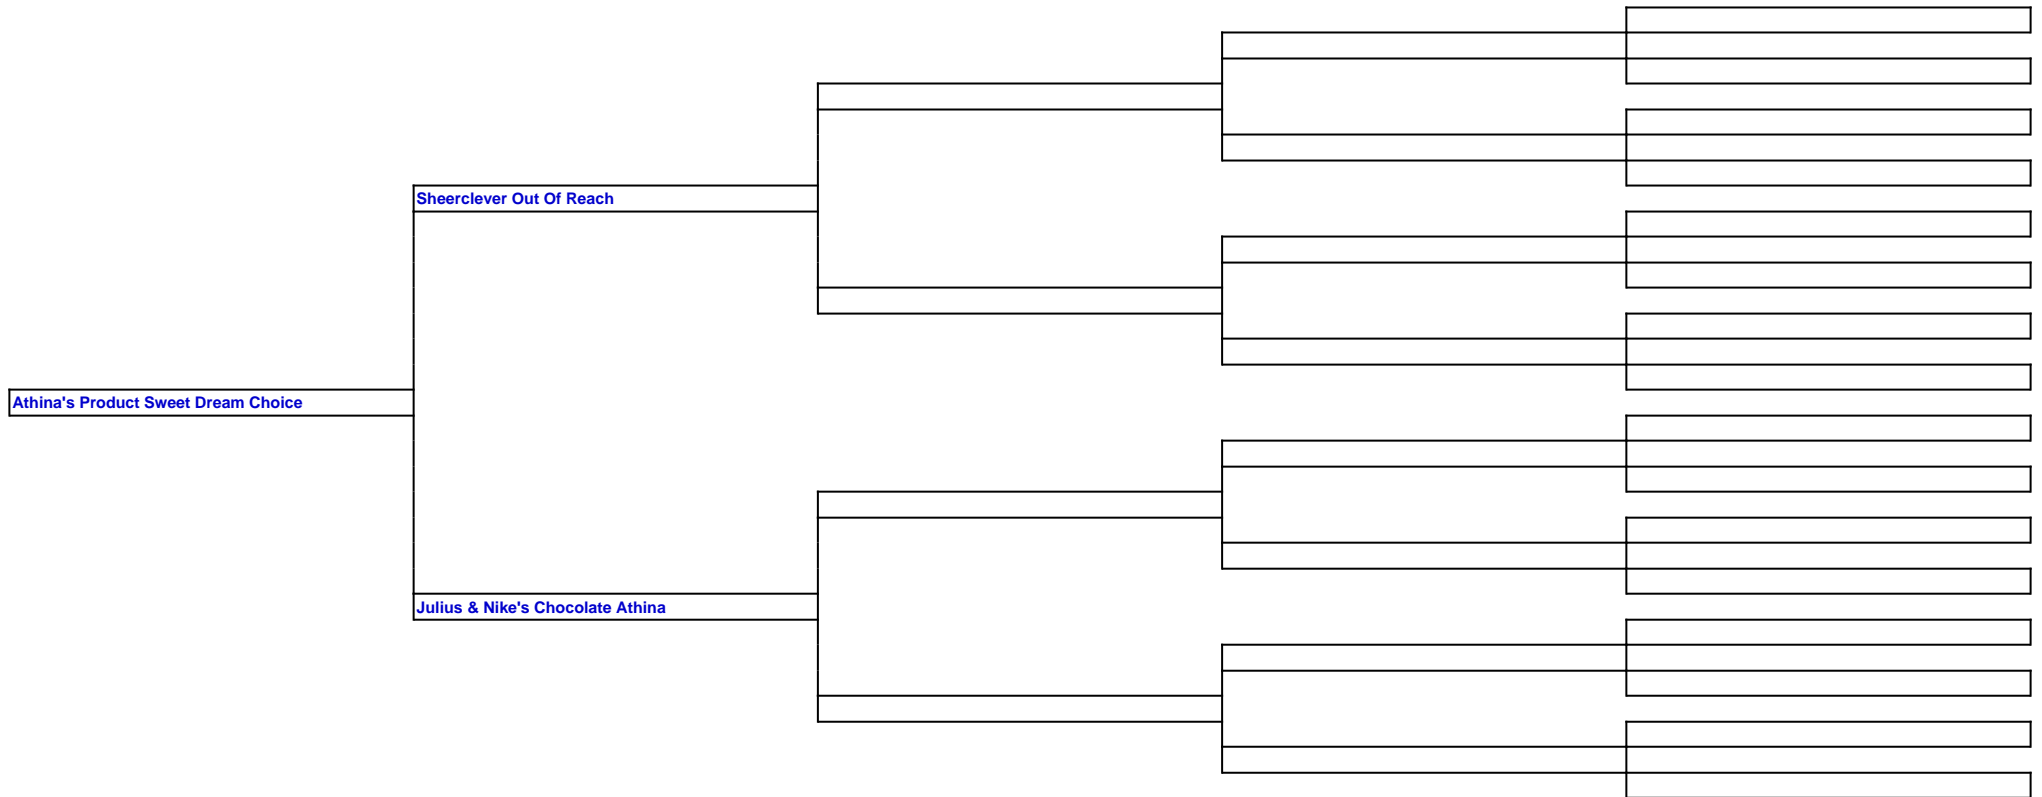 Sheerclever Out Of Reach
Athina's Product Sweet Dream Choice
Julius & Nike's Chocolate Athina